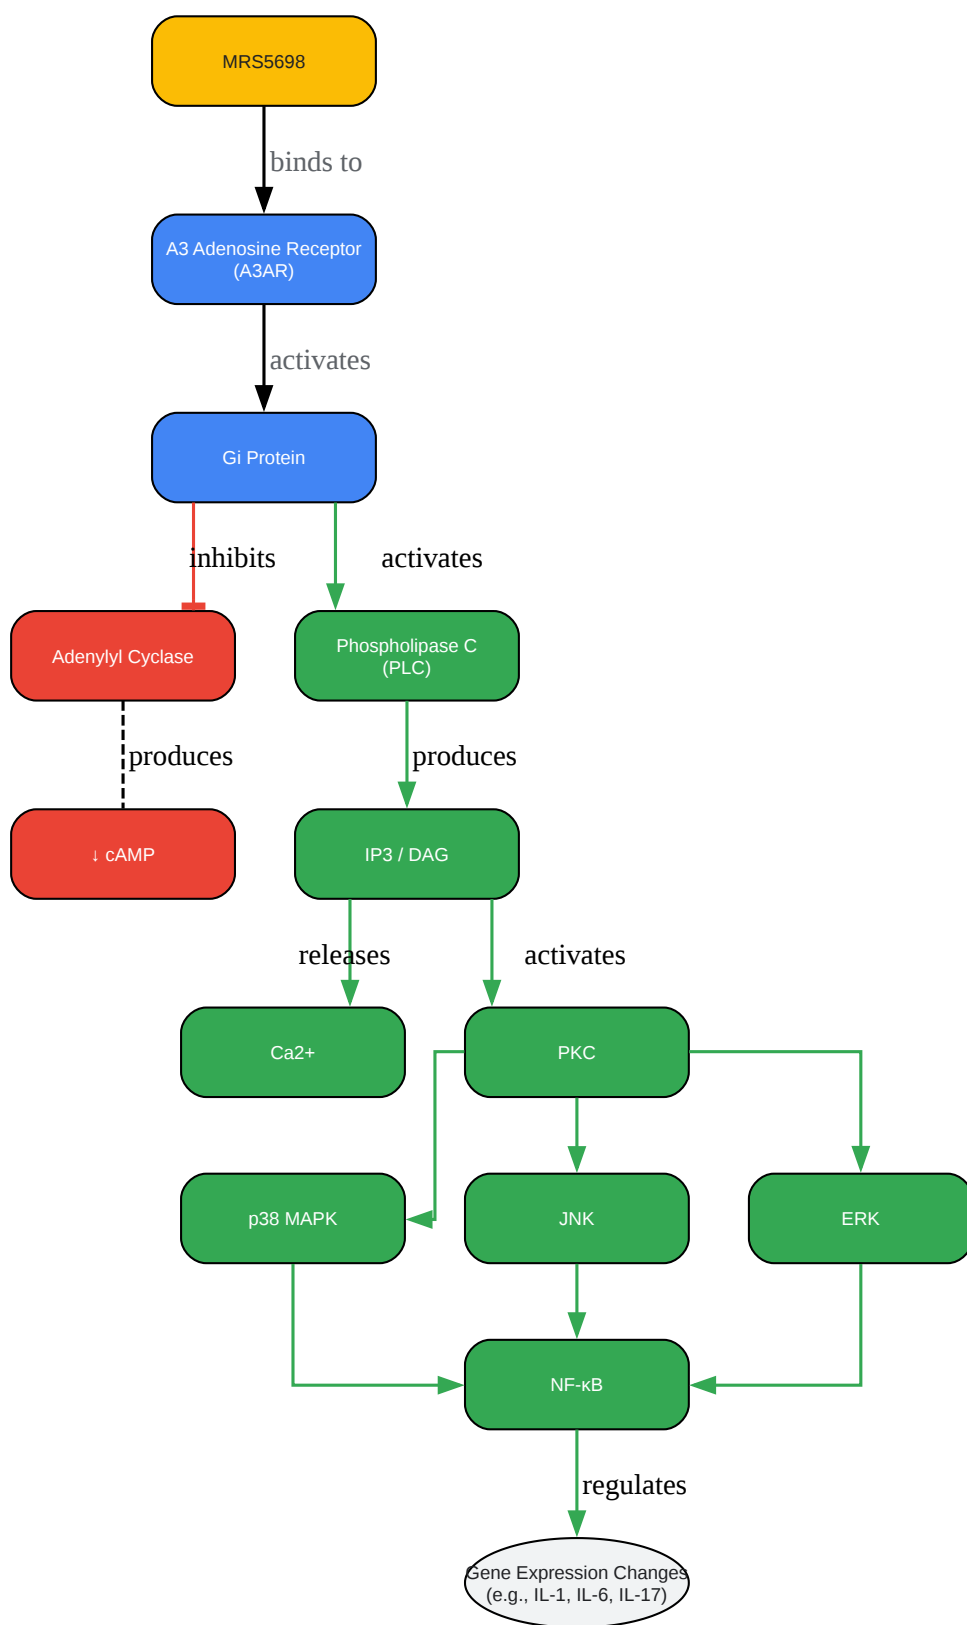 MRS5698
binds to
A3 Adenosine Receptor
(A3AR)
activates
Gi Protein
inhibits
activates
Adenylyl Cyclase
Phospholipase C
(PLC)
produces
produces
↓ cAMP
IP3 / DAG
releases
activates
Ca2+
PKC
p38 MAPK
JNK
ERK
NF-κB
regulates
Gene Expression Changes
(e.g., IL-1, IL-6, IL-17)